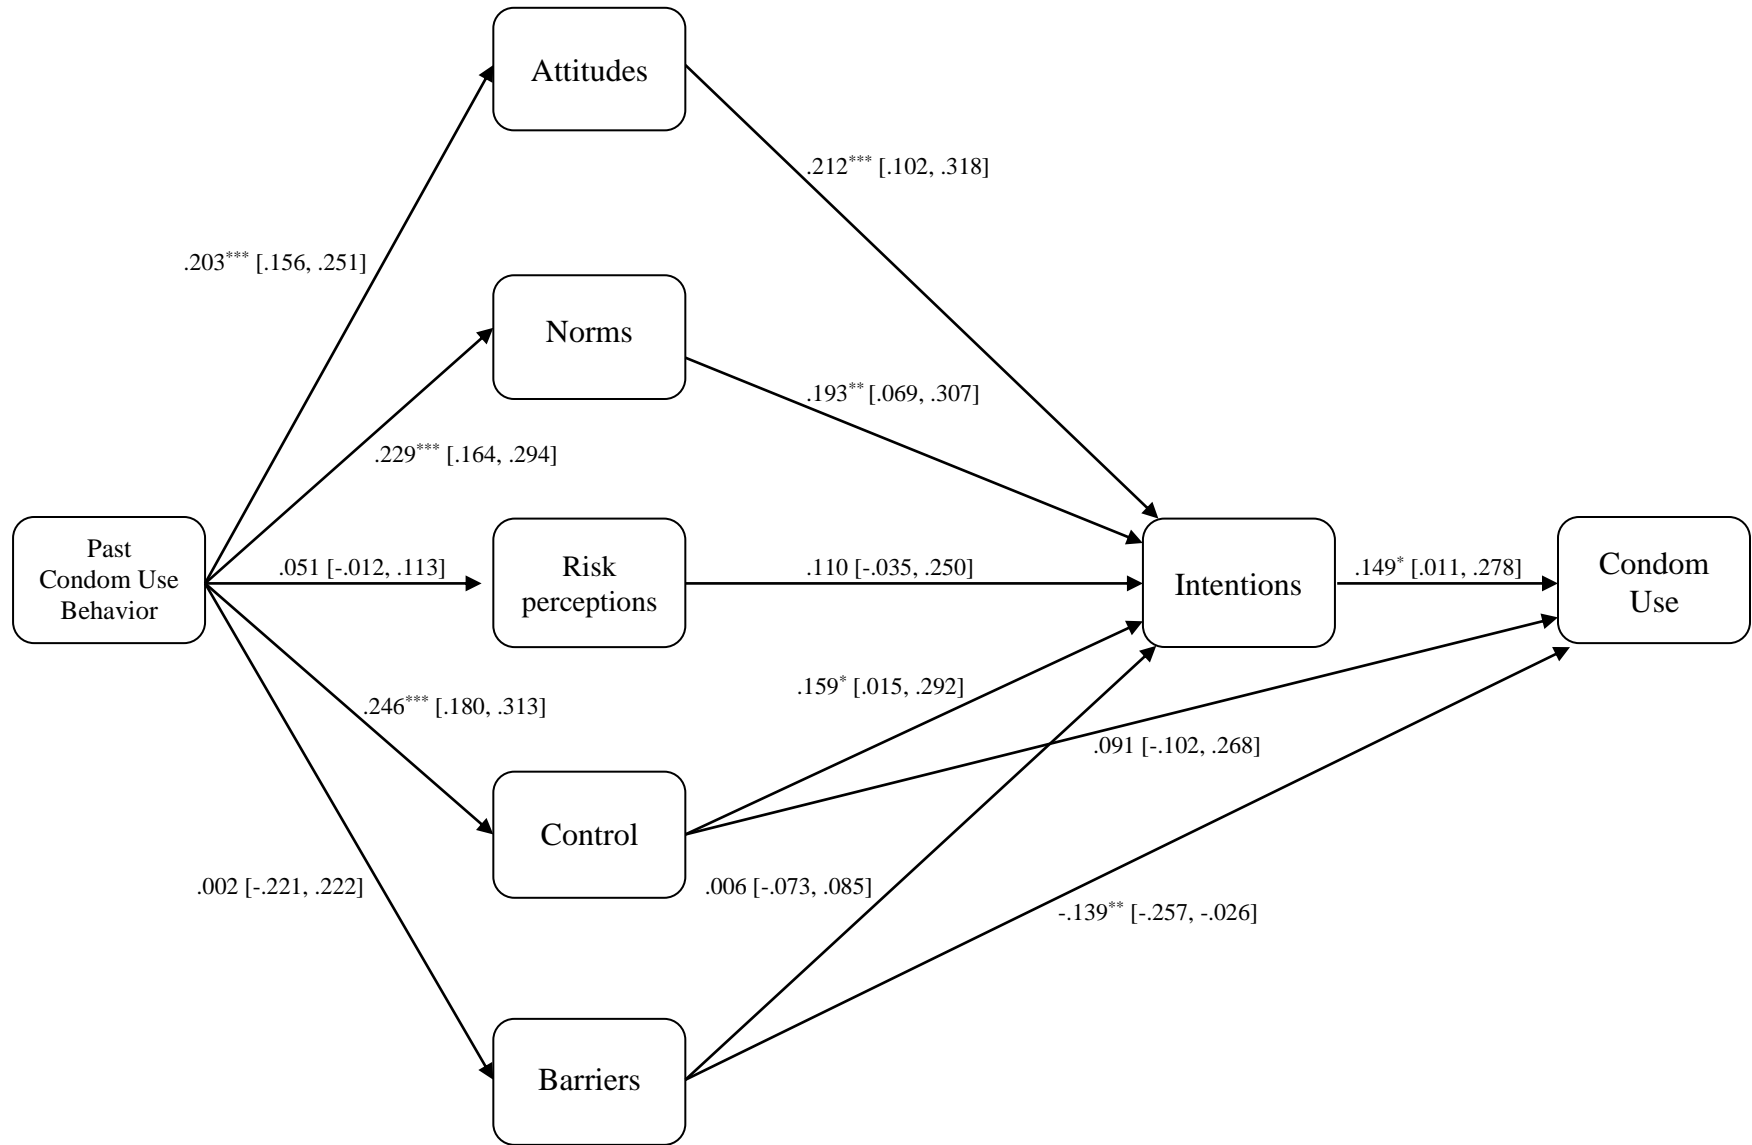 Attitudes
.212*** [.102, .318]
.203*** [.156, .251]
Norms
.193** [.069, .307]
.229*** [.164, .294]
Past
Condom Use
Behavior
.051 [-.012, .113]
Risk
perceptions
.110 [-.035, .250]
Intentions
.149* [.011, .278]
Condom
Use
.246*** [.180, .313]
.159* [.015, .292]
.091 [-.102, .268]
Control
.002 [-.221, .222]
.006 [-.073, .085]
-.139** [-.257, -.026]
Barriers